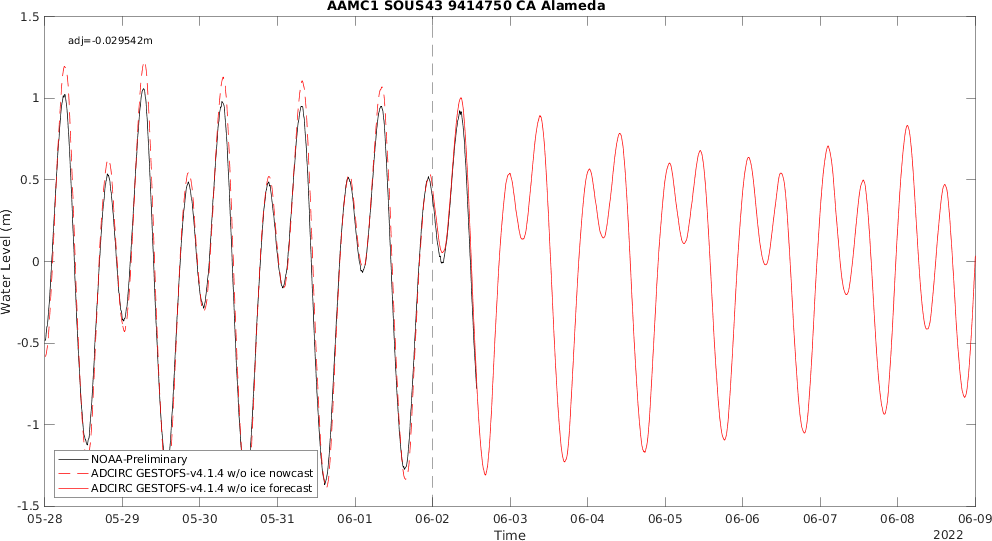 AAMC1 SOUS43 9414750 CA Alameda
adj=-0.029542m
1.5
1
0.5
0
-0.5
-1
-1.5
Water Level (m)
NOAA-Preliminary
ADCIRC GESTOFS-v4.1.4 w/o ice nowcast
ADCIRC GESTOFS-v4.1.4 w/o ice forecast
05-28 05-29 05-30 05-31 06-01 06-02 06-03 06-04 06-05 06-06 06-07 06-08 06-09
Time
2022